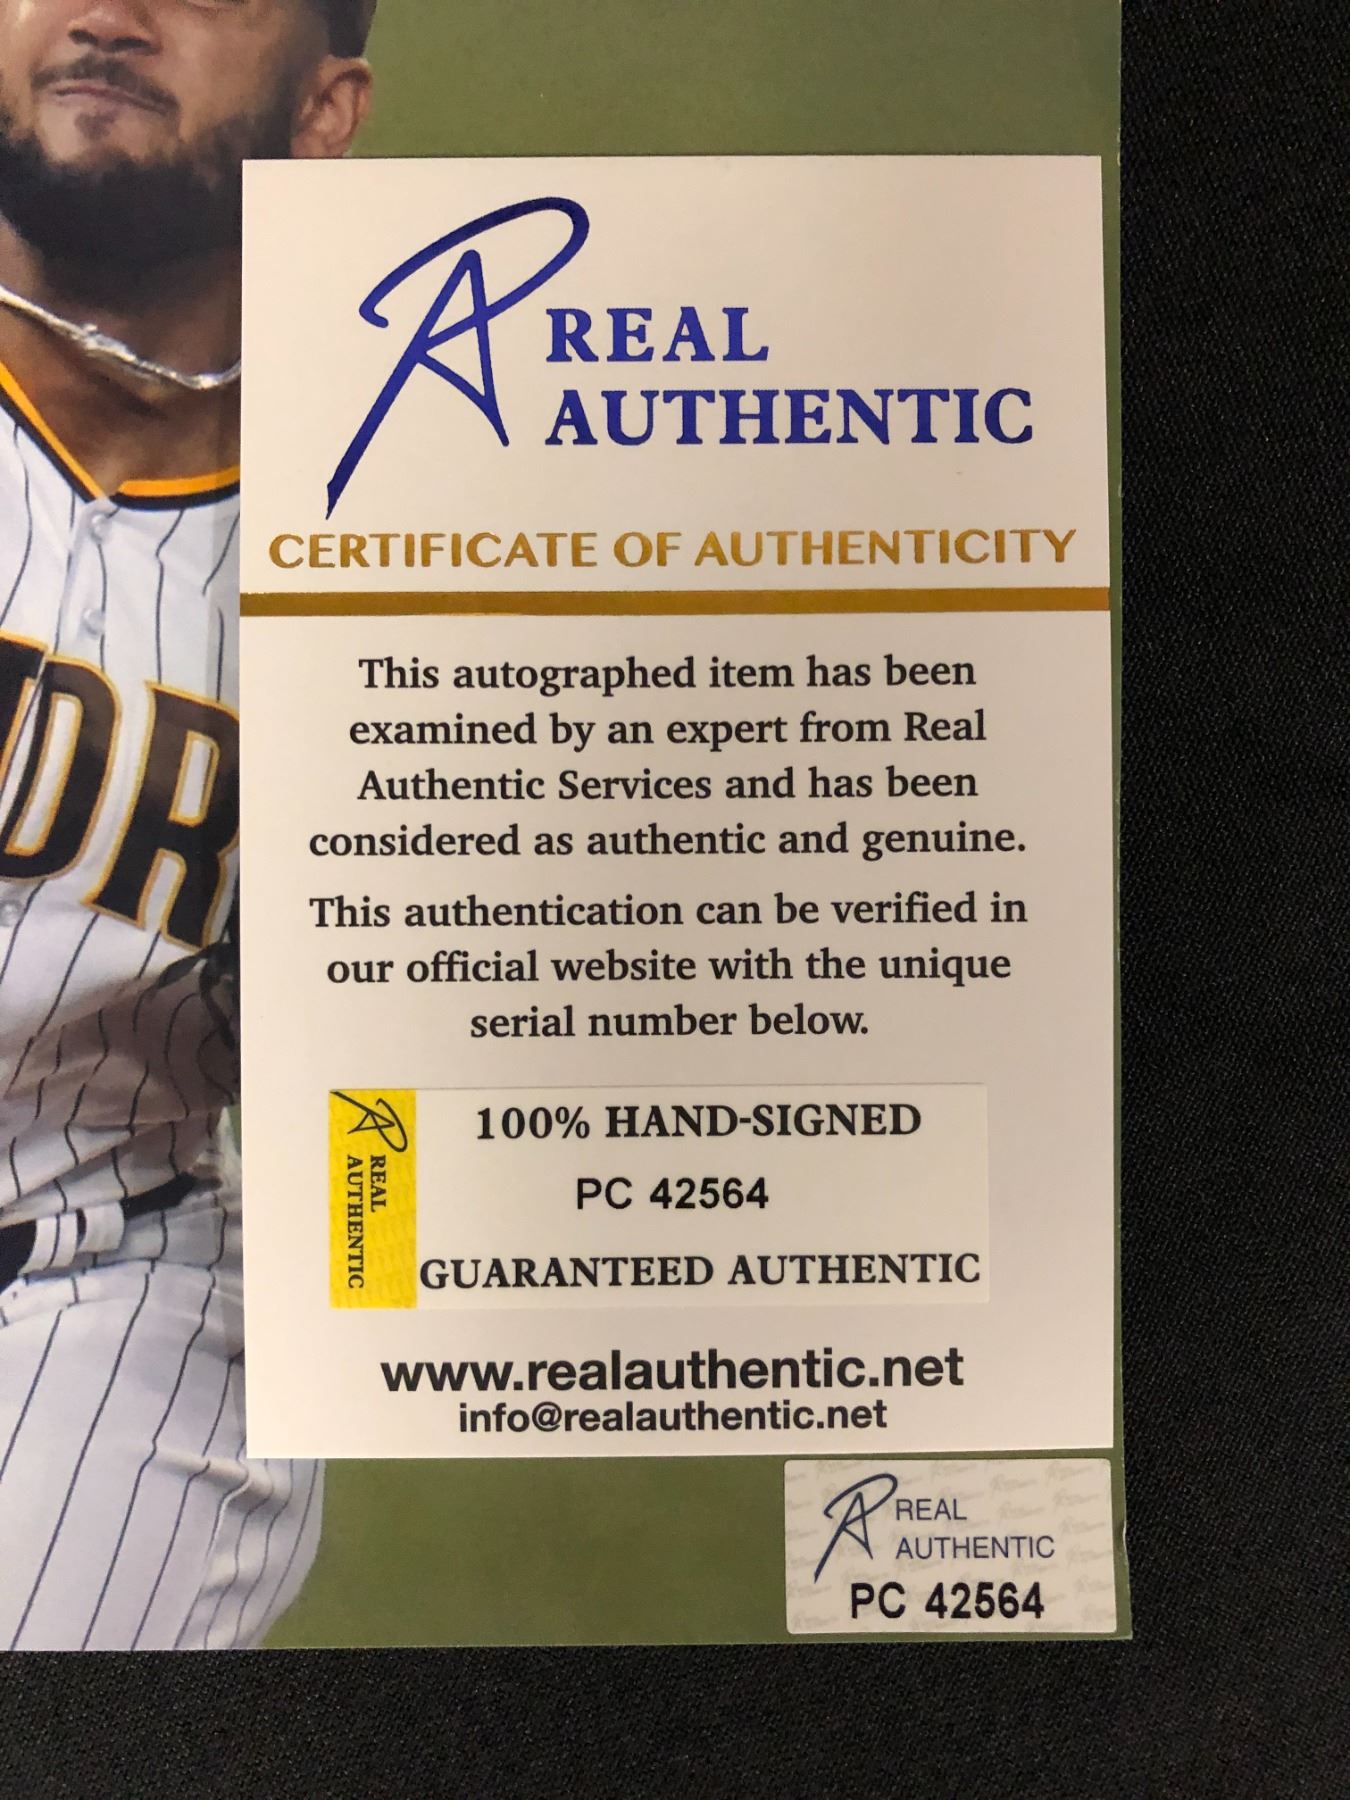 REAL
AUTHENTIC
CERTIFICATE OF AUTHENTICITY
This autographed item has been
examined by an expert from Real
Authentic Services and has been
considered as authentic and genuine.
This authentication can be verified in
our official website with the unique
serial number below.
REAL
AUTHENTIC
100% HAND-SIGNED
PC 42564
GUARANTEED AUTHENTIC
www.realauthentic.net
info@realauthentic.net
REAL
AUTHENTIC
PC 42564
DR